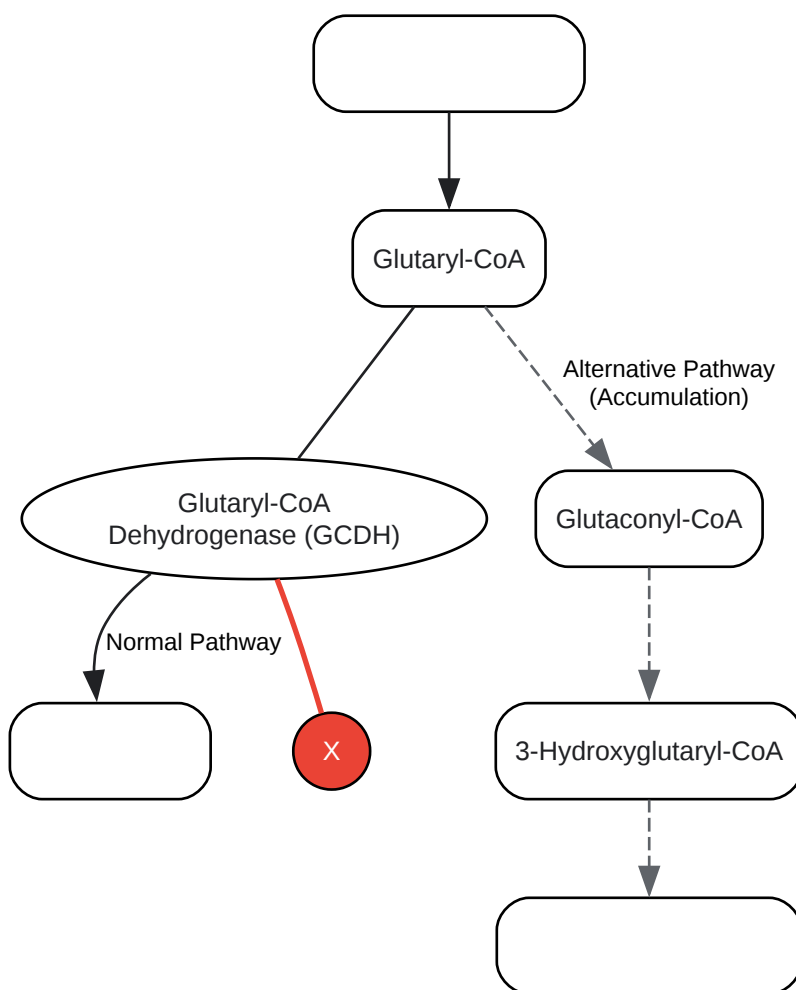 Glutaryl-CoA
Alternative Pathway
(Accumulation)
Glutaryl-CoA
Dehydrogenase (GCDH)
Glutaconyl-CoA
Normal Pathway
X
3-Hydroxyglutaryl-CoA